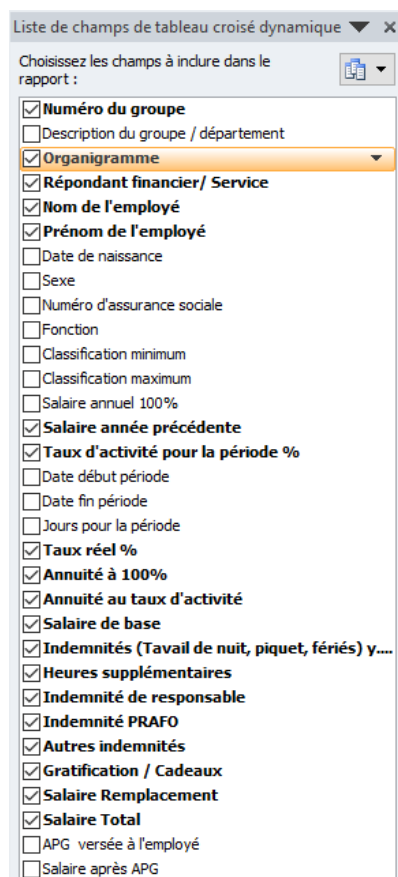 Liste de champs de tableau croisé dynamique
Choisissez les champs à inclure dans le
rapport :
Numéro du groupe
Description du groupe / département
Organigramme
Répondant financier/ Service
Nom de l'employé
Prénom de l'employé
Date de naissance
Sexe
Numéro d'assurance sociale
Fonction
Classification minimum
Classification maximum
Salaire annuel 100%
Salaire année précédente
Taux d'activité pour la période %
Date début période
Date fin période
Jours pour la période
Taux réel %
Annuité à 100%
Annuité au taux d'activité
Salaire de base
Indemnités (Tavail de nuit, piquet, fériés) y....
Heures supplémentaires
Indemnité de responsable
Indemnité PRAFO
Autres indemnités
Gratification / Cadeaux
Salaire Remplacement
Salaire Total
APG  versée à l'employé
Salaire après APG